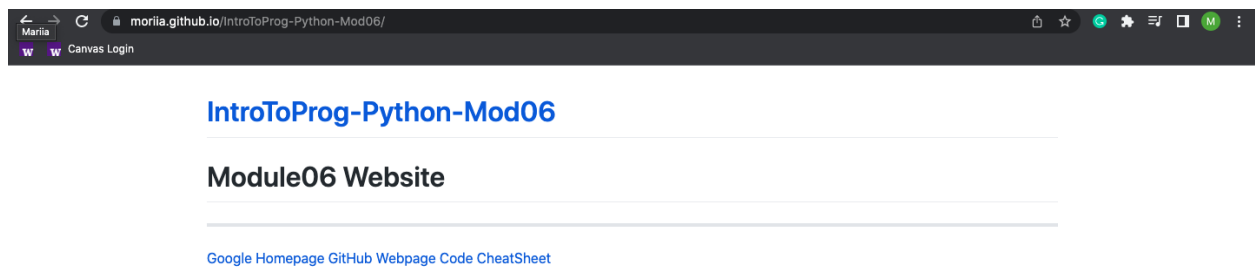 moriia.github.io/IntroToProg-Python-Mod06/
M
Mariia
W W Canvas Login
IntroToProg-Python-Mod06
Module06 Website
Google Homepage GitHub Webpage Code CheatSheet